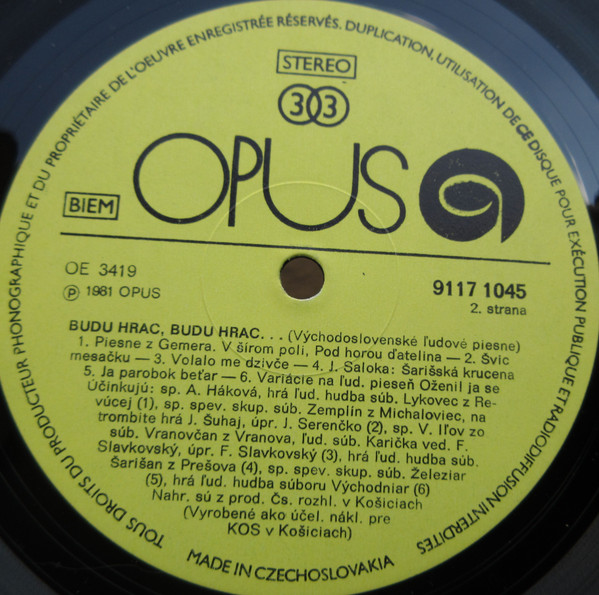 TOUS DROITS DU PRODUCTEUR PHONOGRAPHIQUE ET DU PROPRIÉTAIRE DE L'OEUVRE ENREGISTRÉE RÉSERVÉS. DUPLICATION, UTILISATION DE CE DISQUE POUR EXÉCUTION PUBLIQUE ET RADIODIFFUSION INTERDITES
STEREO
33
OPUS
BIEM
OE 3419
9117 1045
Ⓟ 1981 OPUS
2. strana
BUDU HRAC, BUDU HRAC. . . (Východoslovenské ľudové piesne)
1. Piesne z Gemera. V šírom poli, Pod horou ďatelina — 2. Švic
mesačku — 3. Volalo me dzivče — 4. J. Saloka: Šarišská krucena
5. Ja parobok beťar — 6. Variácie na ľud. pieseň Oženil ja se
Účinkujú: sp. A. Háková, hrá ľud. hudba súb. Lykovec z Re-
vúcej (1), sp. spev. skup. súb. Zemplín z Michaloviec, na
trombite hrá J. Šuhaj, úpr. J. Serenčko (2), sp. V. Iľov zo
súb. Vranovčan z Vranova, ľud. súb. Karička ved. F.
Slavkovský, úpr. F. Slavkovský (3), hrá ľud. hudba súb.
Šarišan z Prešova (4), sp. spev. skup. súb. Železiar
(5), hrá ľud. hudba súboru Východniar (6)
Nahr. sú z prod. Čs. rozhl. v Košiciach
(Vyrobené ako účel. nákl. pre
KOS v Košiciach)
MADE IN CZECHOSLOVAKIA